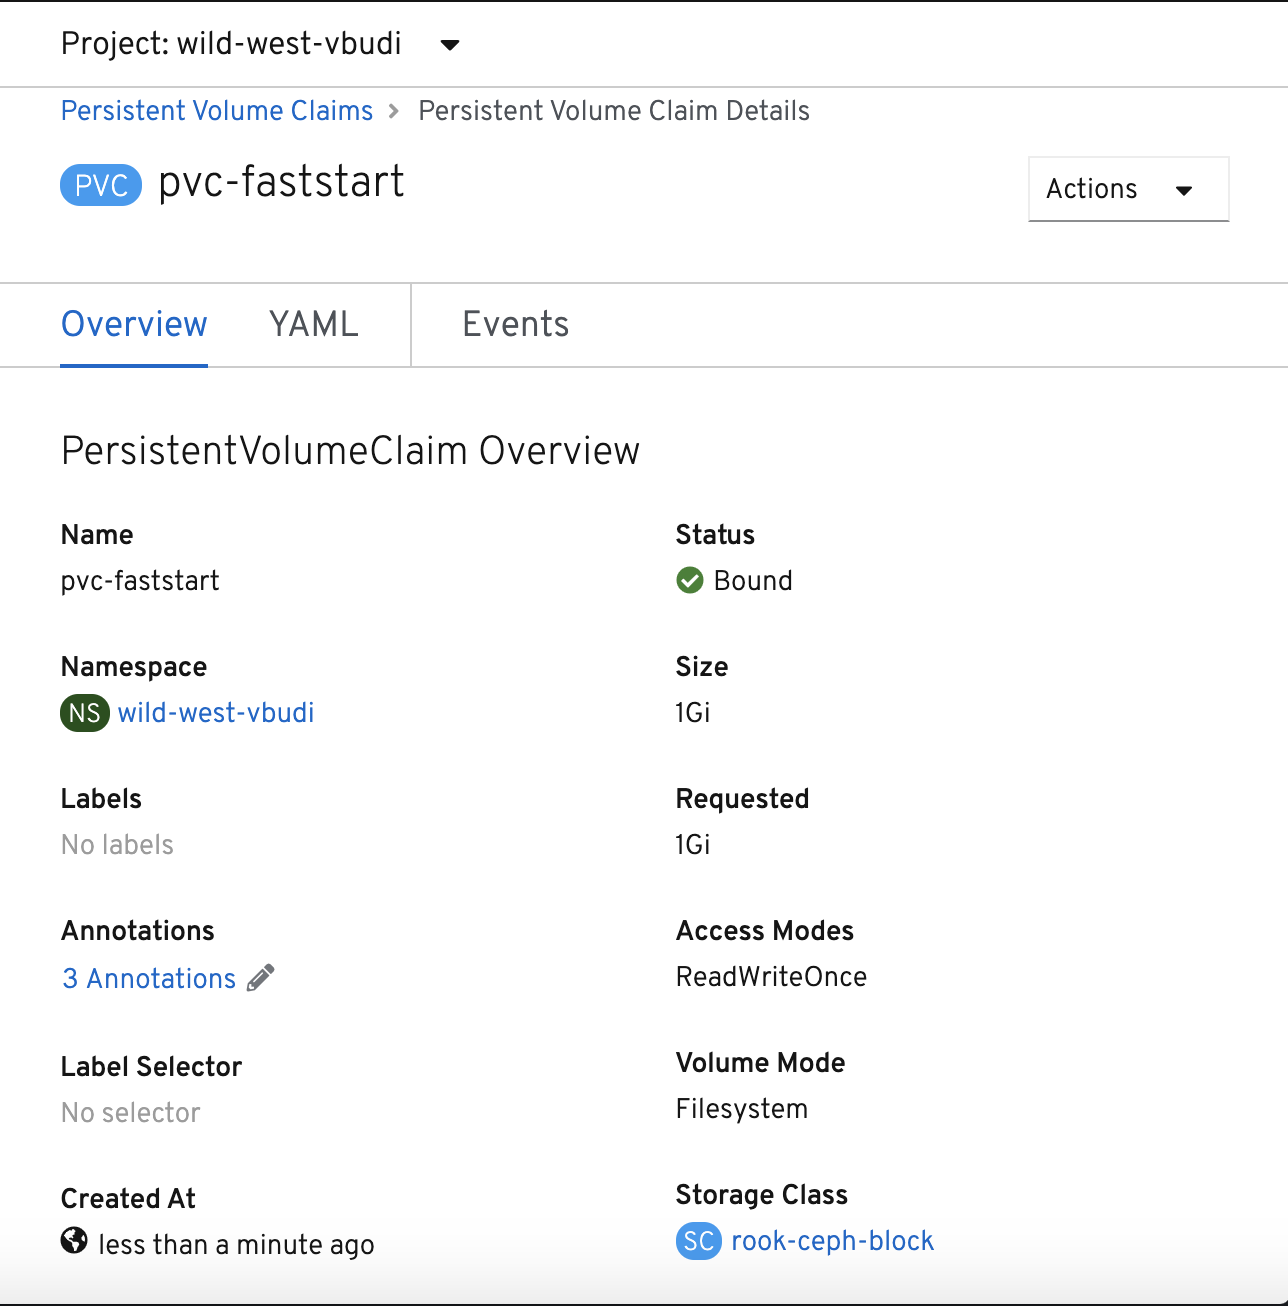 Project: wild-west-vbudi
Persistent Volume Claims > Persistent Volume Claim Details
PVC pvc-faststart
Actions
Overview YAML Events
PersistentVolumeClaim Overview
Name
pvc-faststart
Namespace
NS wild-west-vbudi
Labels
No labels
Annotations
3 Annotations
Label Selector
No selector
Created At
less than a minute ago
Status
Bound
Size
1Gi
Requested
1Gi
Access Modes
ReadWriteOnce
Volume Mode
Filesystem
Storage Class
SC rook-ceph-block